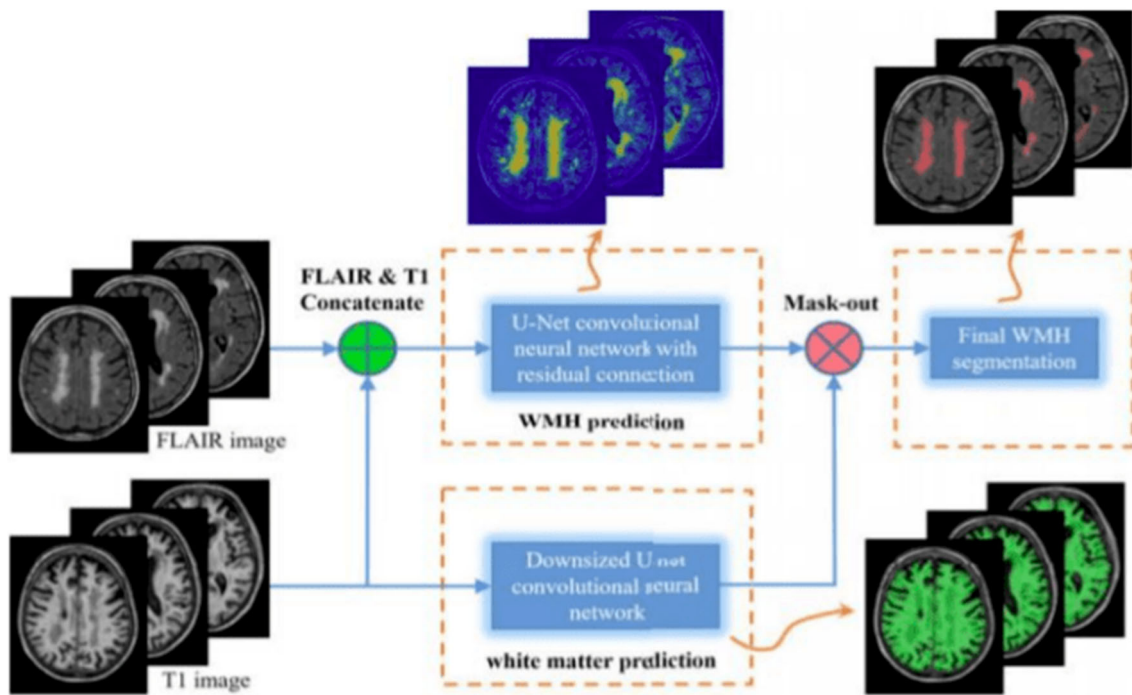 FLAIR & T1
Concatenate
U-Net convolutional
neural network with
residual connection
WMH prediction
Mask-out
Final WMH
segmentation
FLAIR image
Downsized U-net
convolutional neural
network
white matter prediction
T1 image